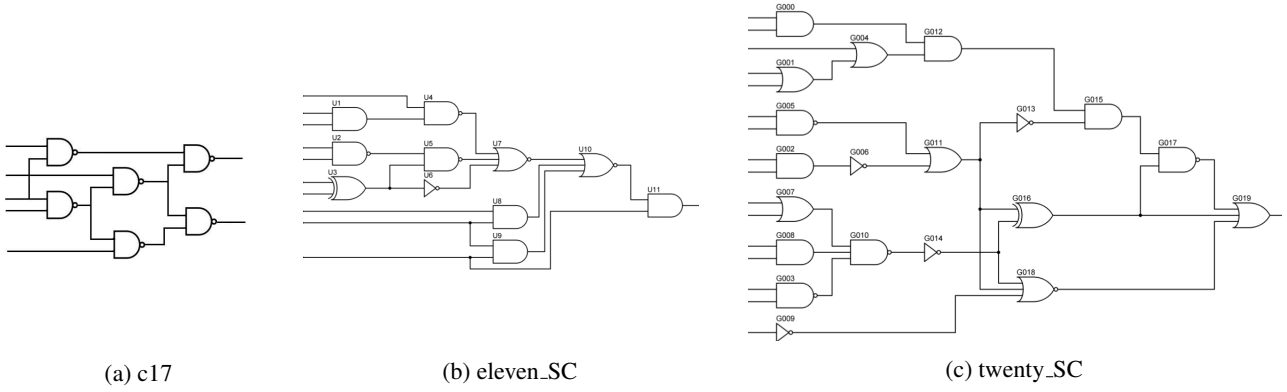 G000
G004
G012
G001
G005
G013
G015
G002
G006
G011
G017
G007
G016
G019
G008
G010
G014
G018
G003
G009
U1
U4
U2
U5
U7
U10
U3
U6
U11
U8
U9
(a) c17
(b) eleven_SC
(c) twenty_SC